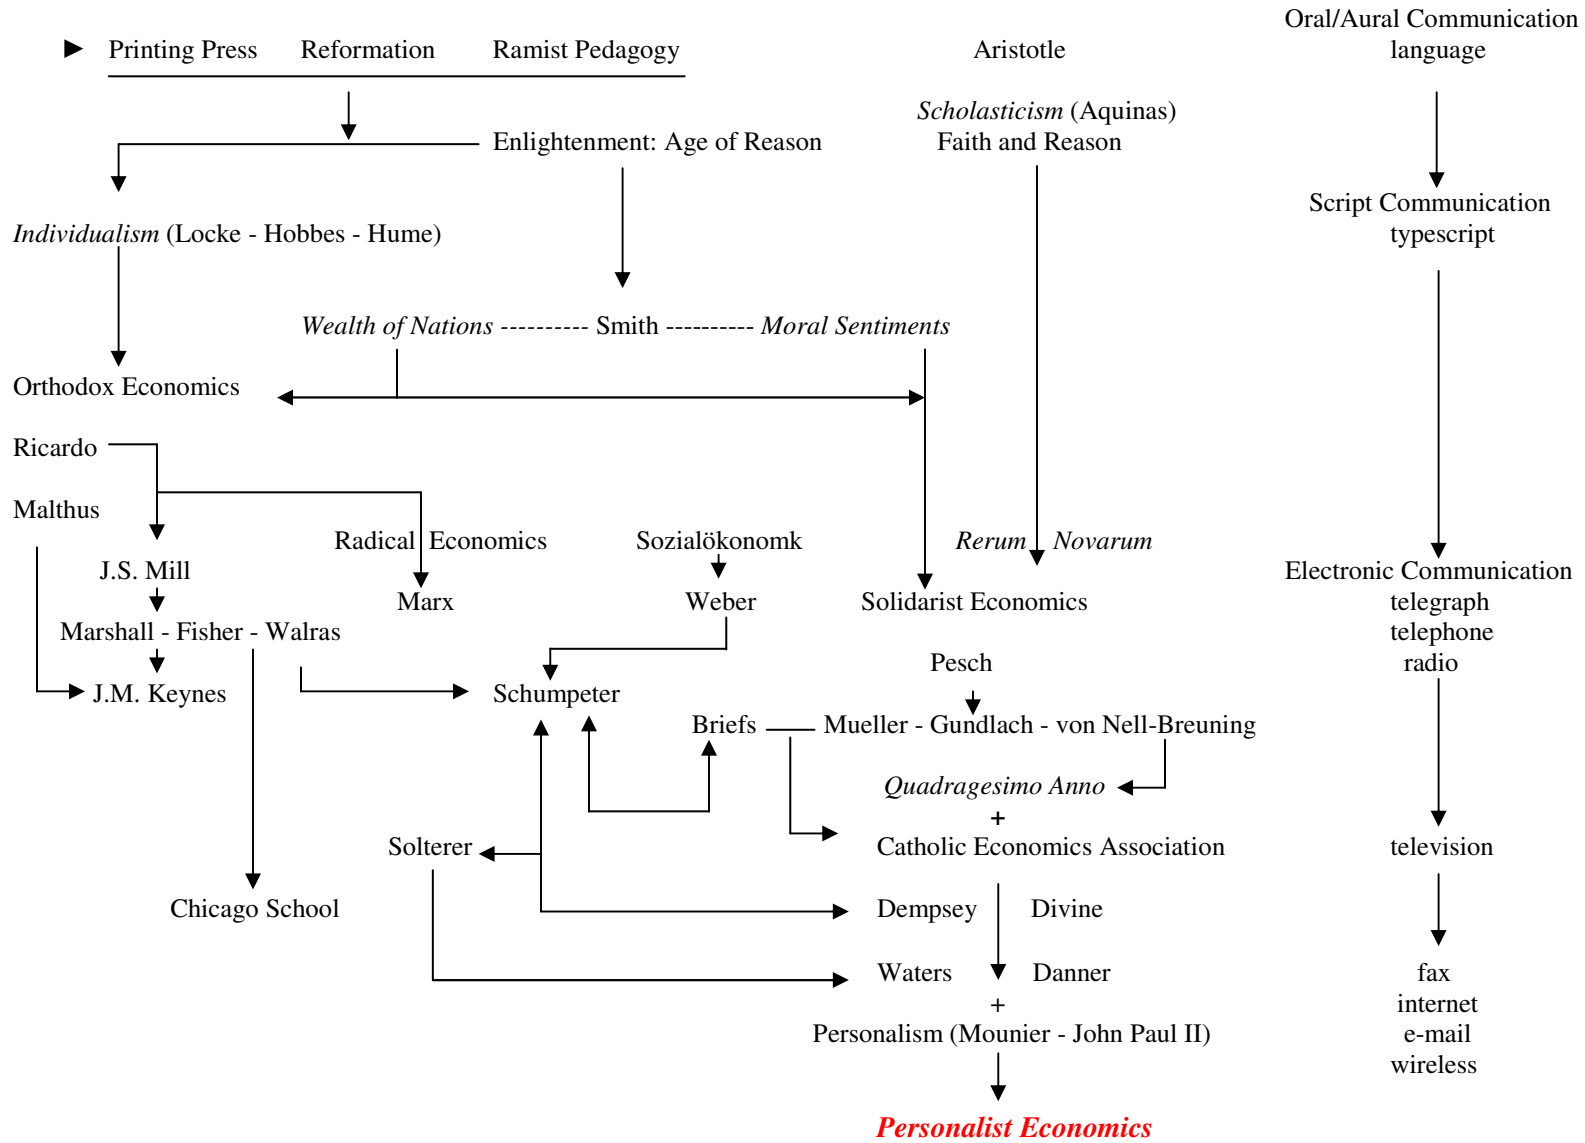 Oral/Aural Communication
► Printing Press Reformation Ramist Pedagogy Aristotle language
Scholasticism (Aquinas)
Enlightenment: Age of Reason Faith and Reason
Script Communication
Individualism (Locke - Hobbes - Hume) typescript
Wealth of Nations ---------- Smith ---------- Moral Sentiments
Orthodox Economics
Ricardo
Malthus
Radical Economics Sozialökonomk Rerum Novarum
J.S. Mill Electronic Communication
Marx Weber Solidarist Economics telegraph
Marshall - Fisher - Walras telephone
Pesch radio
J.M. Keynes Schumpeter
Briefs Mueller - Gundlach - von Nell-Breuning
Quadragesimo Anno
+
Solterer Catholic Economics Association television
Chicago School Dempsey Divine
Waters Danner fax
+ internet
Personalism (Mounier - John Paul II) e-mail
wireless
Personalist Economics